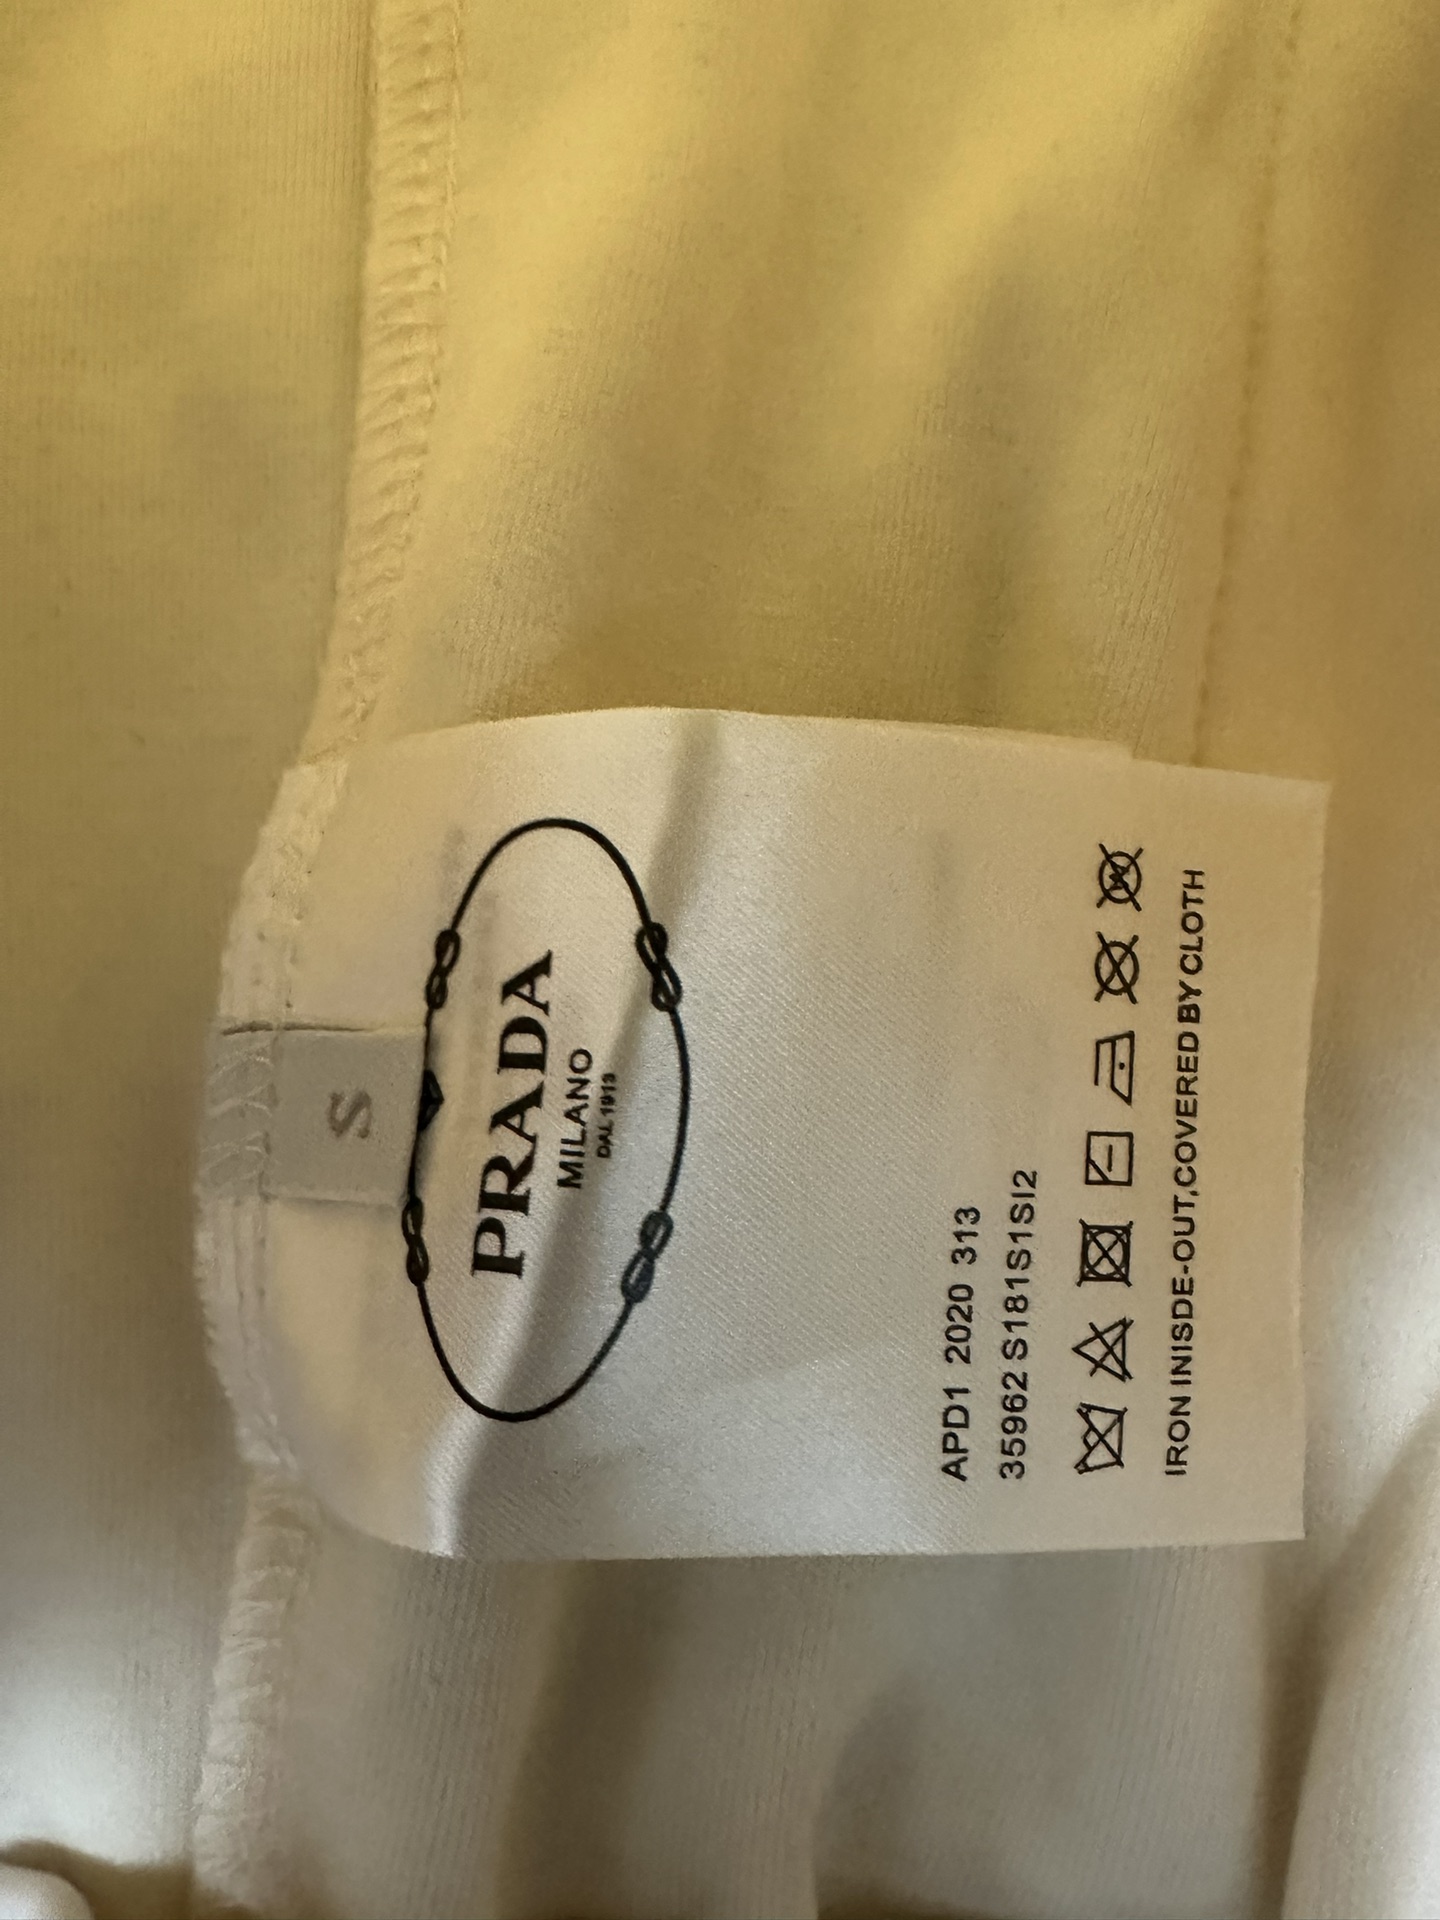 S
PRADA
MILANO
DAL 1913
APD1 2020 313
35962 S181S1SI2
IRON INISDE-OUT,COVERED BY CLOTH